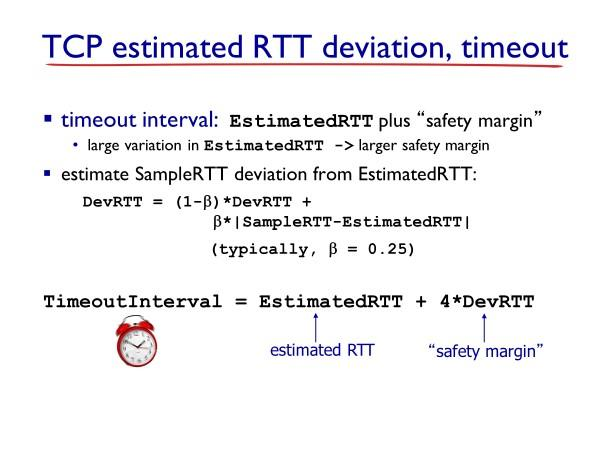 TCP estimated RTT deviation, timeout
▪ timeout interval: EstimatedRTT plus “safety margin”
• large variation in EstimatedRTT -> larger safety margin
▪ estimate SampleRTT deviation from EstimatedRTT:
DevRTT = (1-β)*DevRTT +
β*|SampleRTT-EstimatedRTT|
(typically, β = 0.25)
TimeoutInterval = EstimatedRTT + 4*DevRTT
estimated RTT “safety margin”